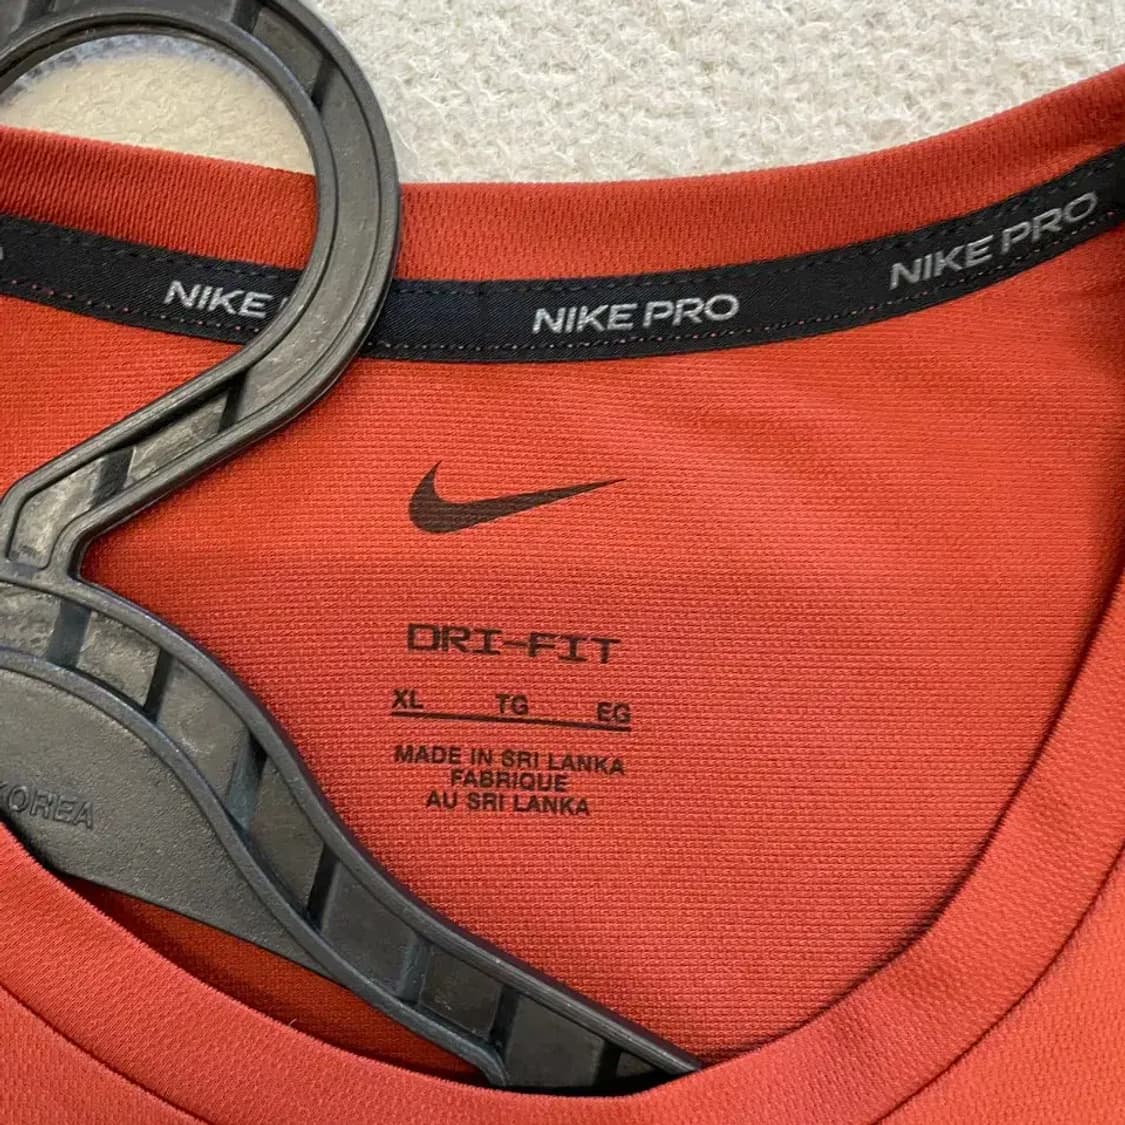 NIKE
NIKE PRO
NIKE PRO
DRI-FIT
XL TG EG
MADE IN SRI LANKA
FABRIQUE
AU SRI LANKA
KOREA